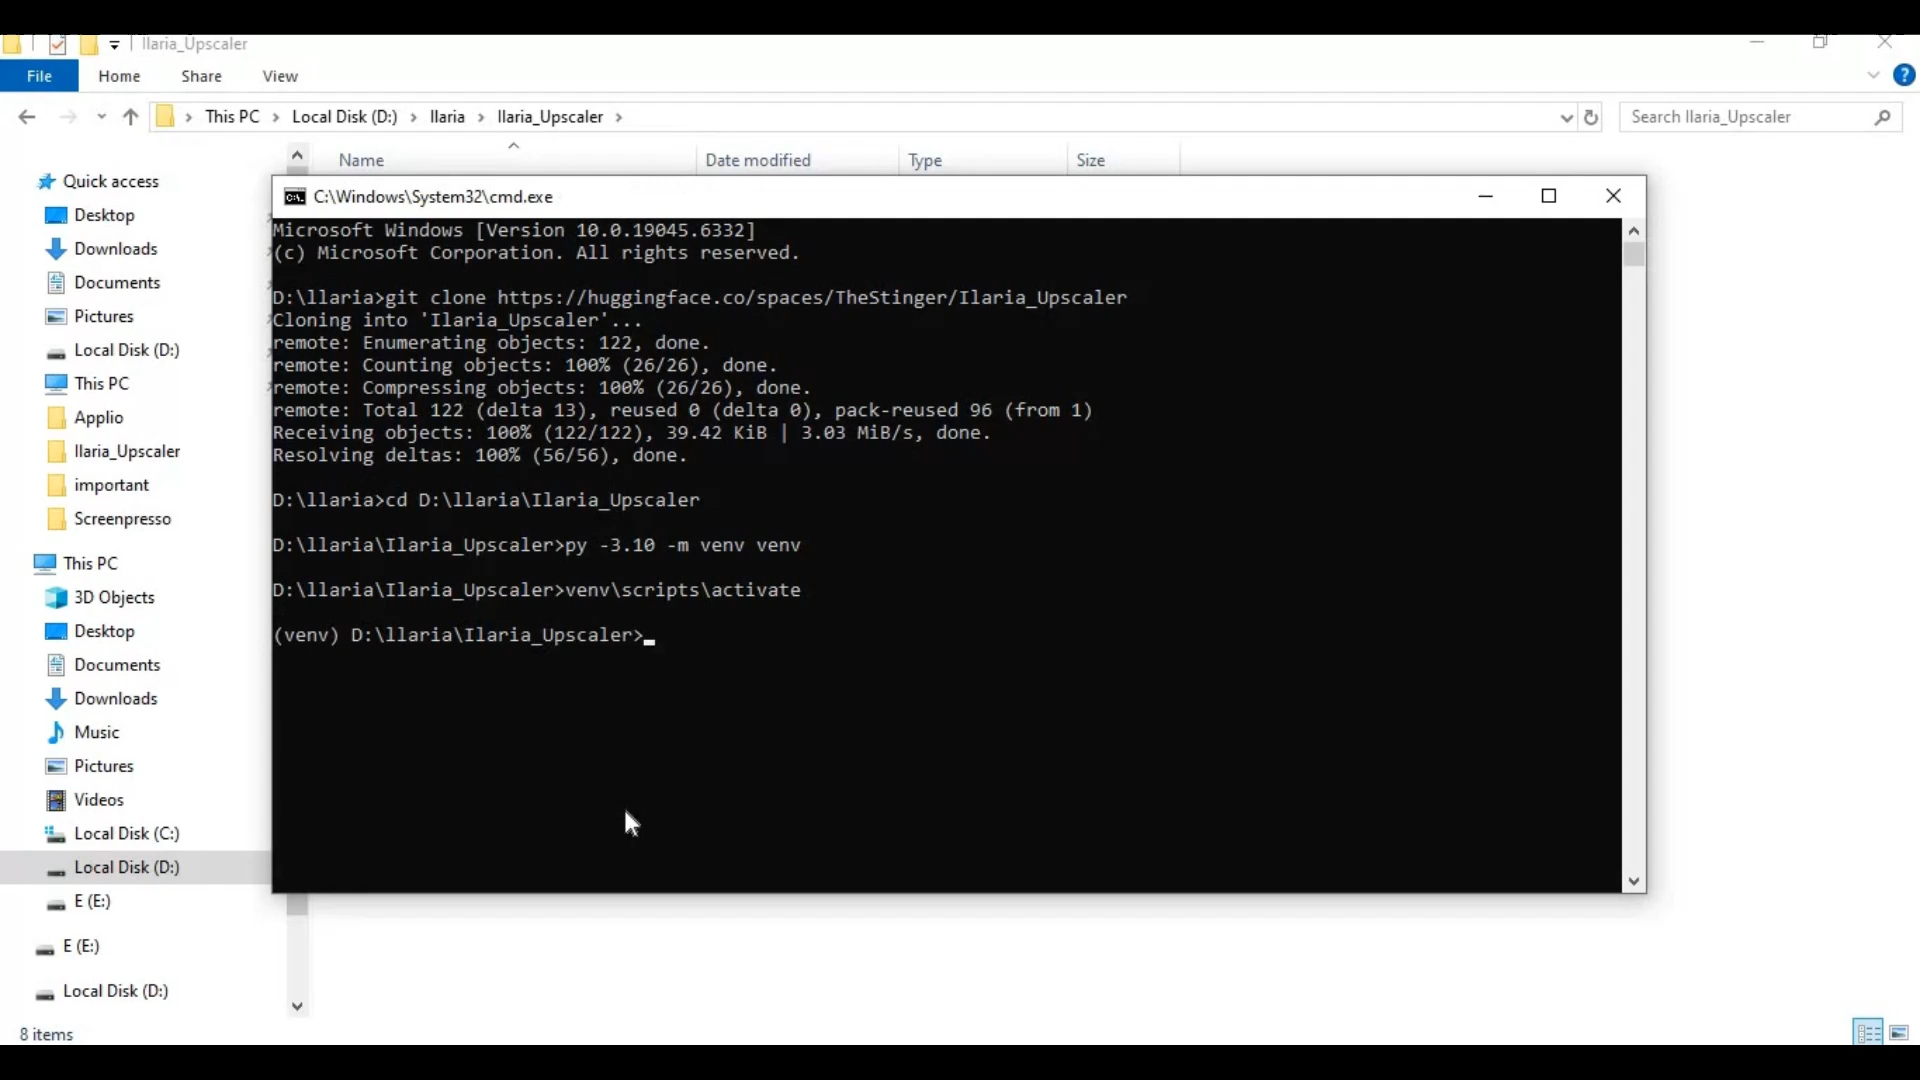 Ilaria_Upscaler
File Home Share View
This PC Local Disk (D:) llaria Ilaria_Upscaler
Search Ilaria_Upscaler
Name Date modified Type Size
Quick access
Desktop
Downloads
Documents
Pictures
Local Disk (D:)
This PC
Applio
Ilaria_Upscaler
important
Screenpresso
This PC
3D Objects
Desktop
Documents
Downloads
Music
Pictures
Videos
Local Disk (C:)
Local Disk (D:)
E (E:)
E (E:)
Local Disk (D:)
8 items
C:\Windows\System32\cmd.exe
Microsoft Windows [Version 10.0.19045.6332]
(c) Microsoft Corporation. All rights reserved.
D:\llaria>git clone https://huggingface.co/spaces/TheStinger/Ilaria_Upscaler
Cloning into 'Ilaria_Upscaler'...
remote: Enumerating objects: 122, done.
remote: Counting objects: 100% (26/26), done.
remote: Compressing objects: 100% (26/26), done.
remote: Total 122 (delta 13), reused 0 (delta 0), pack-reused 96 (from 1)
Receiving objects: 100% (122/122), 39.42 KiB | 3.03 MiB/s, done.
Resolving deltas: 100% (56/56), done.
D:\llaria>cd D:\llaria\Ilaria_Upscaler
D:\llaria\Ilaria_Upscaler>py -3.10 -m venv venv
D:\llaria\Ilaria_Upscaler>venv\scripts\activate
(venv) D:\llaria\Ilaria_Upscaler>